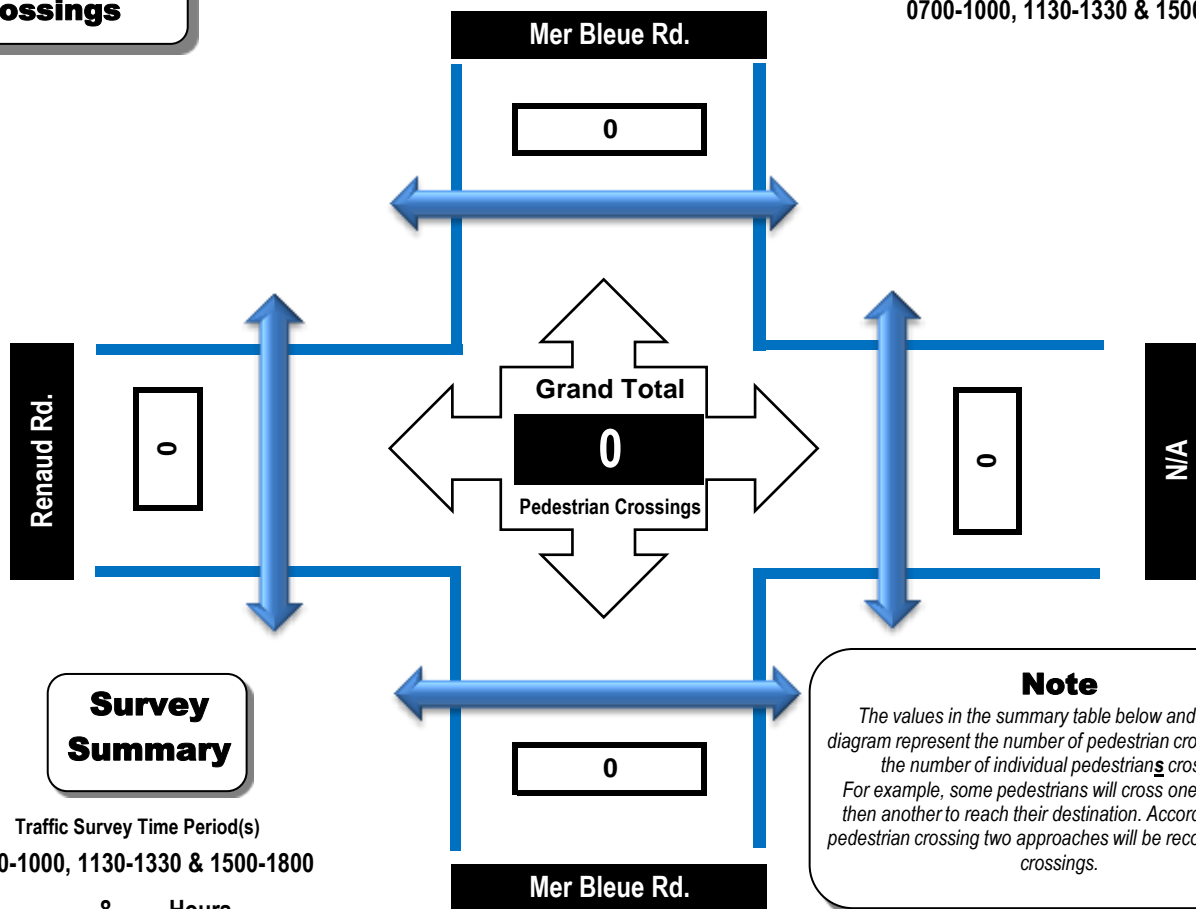 ossings
0700-1000, 1130-1330 & 1500
Mer Bleue Rd.
0
Renaud Rd.
0
Grand Total
0
Pedestrian Crossings
0
N/A
Survey
Summary
Traffic Survey Time Period(s)
0-1000, 1130-1330 & 1500-1800
8 Hours
0
Mer Bleue Rd.
Note
The values in the summary table below and
diagram represent the number of pedestrian cro
the number of individual pedestrians cros
For example, some pedestrians will cross one
then another to reach their destination. Accor
pedestrian crossing two approaches will be reco
crossings.